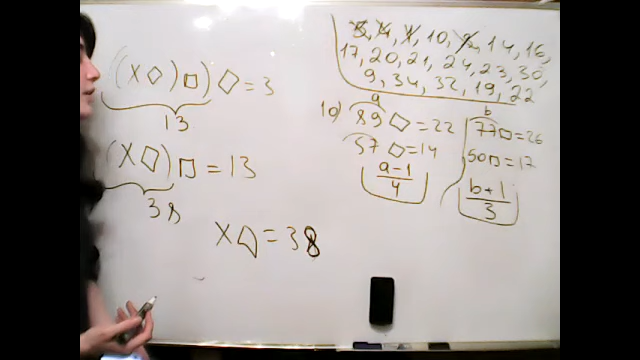 ((X◇)□)◇=3
13
(X◇)□=13
38
X◇=38
3, 4, 1, 10, 12, 14, 16,
17, 20, 21, 24, 23, 30,
9, 34, 32, 19, 22
10) a
89◇=22
57◇=14
a-1
4
b
77□=26
50□=17
b+1
3